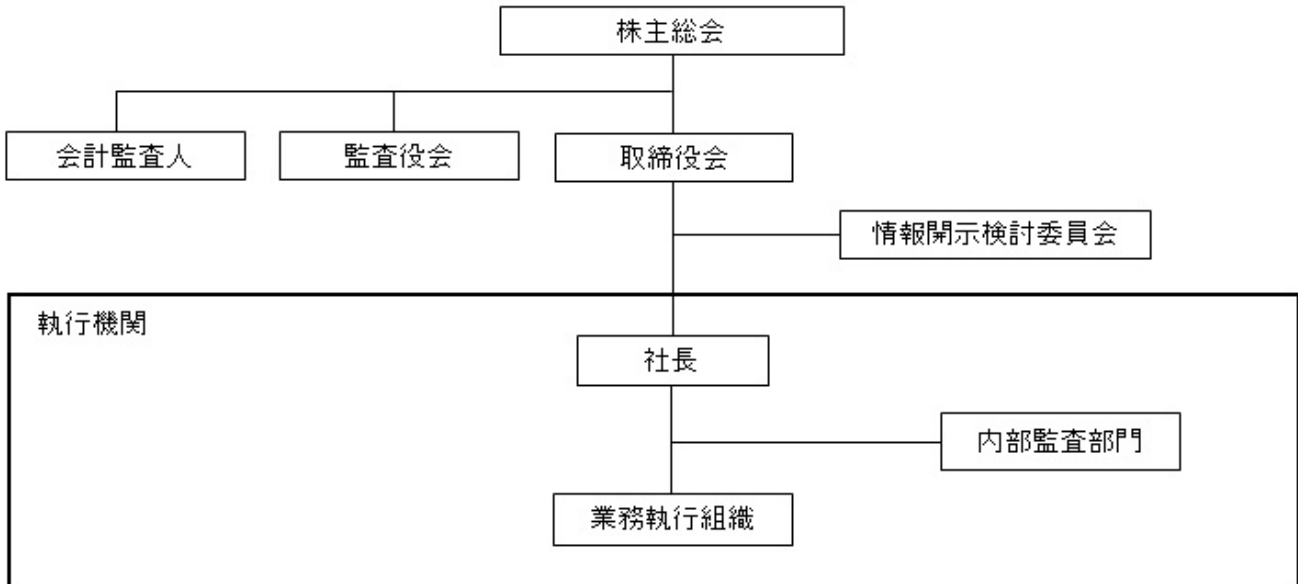 株主総会
会計監査人
監査役会
取締役会
情報開示検討委員会
執行機関
社長
内部監査部門
業務執行組織